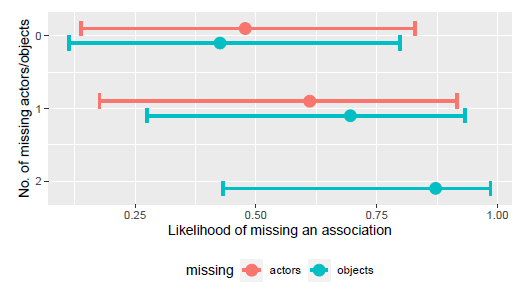 No. of missing actors/objects
0
1
2
0.25 0.50 0.75 1.00
Likelihood of missing an association
missing actors objects